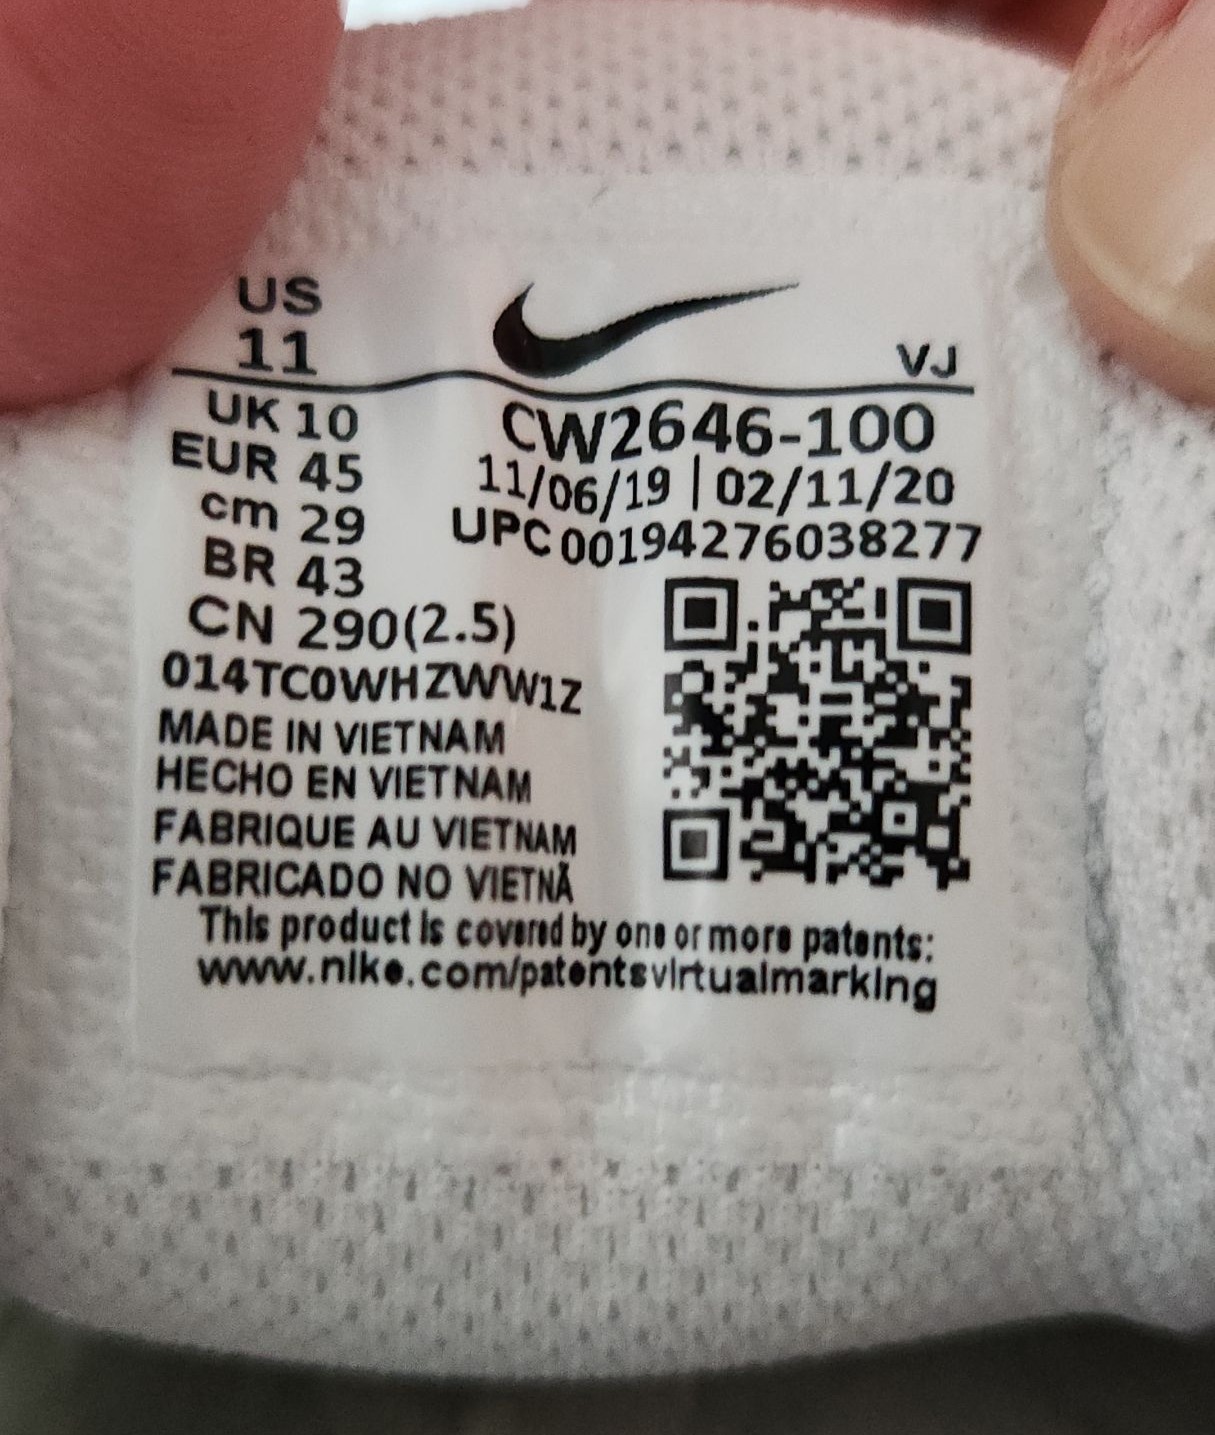 US
11
VJ
UK 10
EUR 45
cm 29
BR 43
CN 290(2.5)
CW2646-100
11/06/19 | 02/11/20
UPC 00194276038277
014TC0WHZWW1Z
MADE IN VIETNAM
HECHO EN VIETNAM
FABRIQUE AU VIETNAM
FABRICADO NO VIETNÃ
This product is covered by one or more patents:
www.nike.com/patentsvirtualmarking